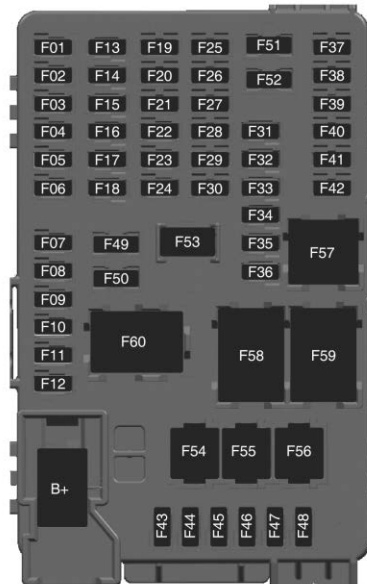 F01 F13 F19 F25 F51 F37
F02 F14 F20 F26 F52 F38
F03 F15 F21 F27 F39
F04 F16 F22 F28 F31 F40
F05 F17 F23 F29 F32 F41
F06 F18 F24 F30 F33 F42
F34
F07 F49 F53 F35 F57
F08 F50 F36
F09
F10 F60 F58 F59
F11
F12
F54 F55 F56
B+
F43 F44 F45 F46 F47 F48